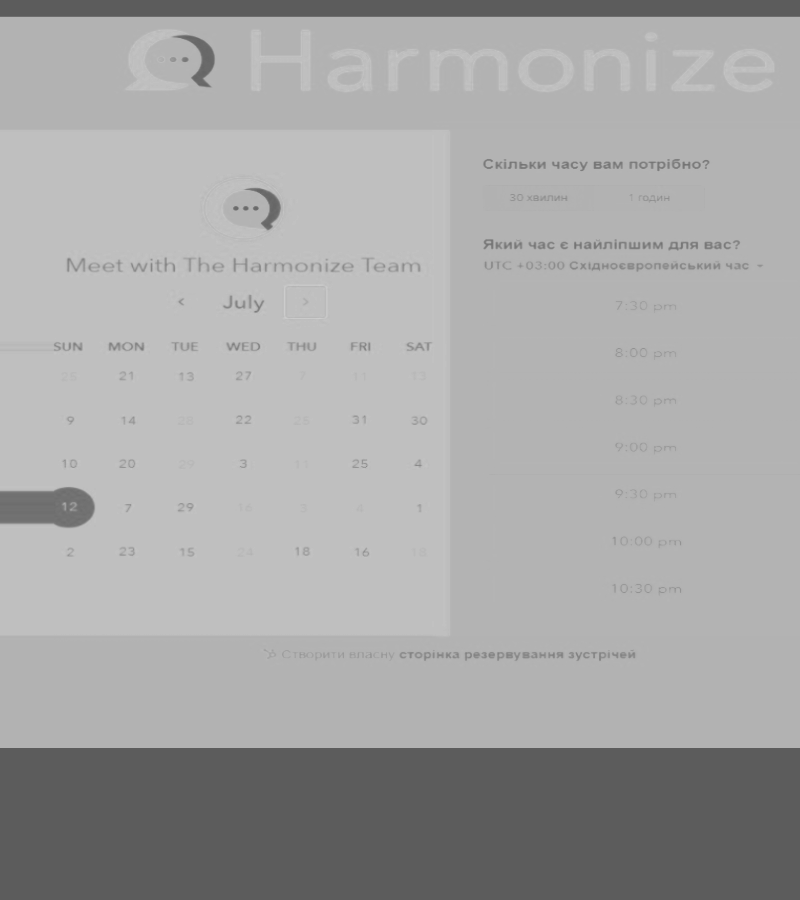 Harmonize
Meet with The Harmonize Team
July
SUN MON TUE WED THU FRI SAT
25 21 13 27 7 11 13
9 14 28 22 25 31 30
10 20 29 3 11 25 4
12 7 29 16 3 4 1
2 23 15 24 18 16 18
Скільки часу вам потрібно?
30 хвилин 1 годин
Який час є найліпшим для вас?
UTC +03:00 Східноєвропейський час
7:30 pm
8:00 pm
8:30 pm
9:00 pm
9:30 pm
10:00 pm
10:30 pm
Створити власну сторінка резервування зустрічей